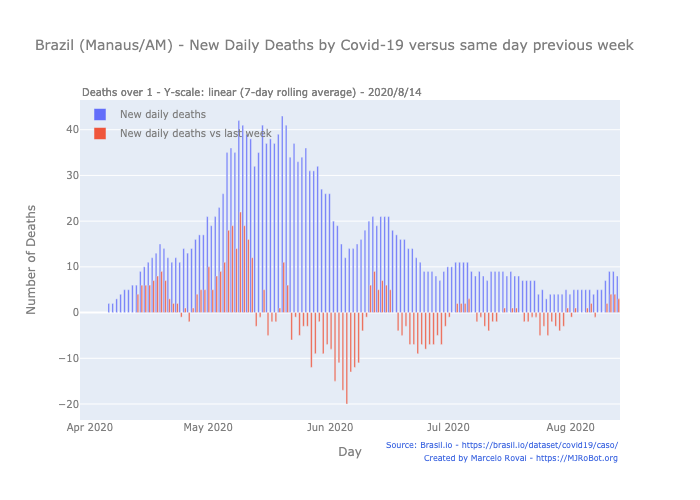 Brazil (Manaus/AM) - New Daily Deaths by Covid-19 versus same day previous week
Deaths over 1 - Y-scale: linear (7-day rolling average) - 2020/8/14
New daily deaths
New daily deaths vs last week
Number of Deaths
40
30
20
10
0
−10
−20
Apr 2020 May 2020 Jun 2020 Jul 2020 Aug 2020
Day
Source: Brasil.io - https://brasil.io/dataset/covid19/caso/
Created by Marcelo Rovai - https://MJRoBot.org